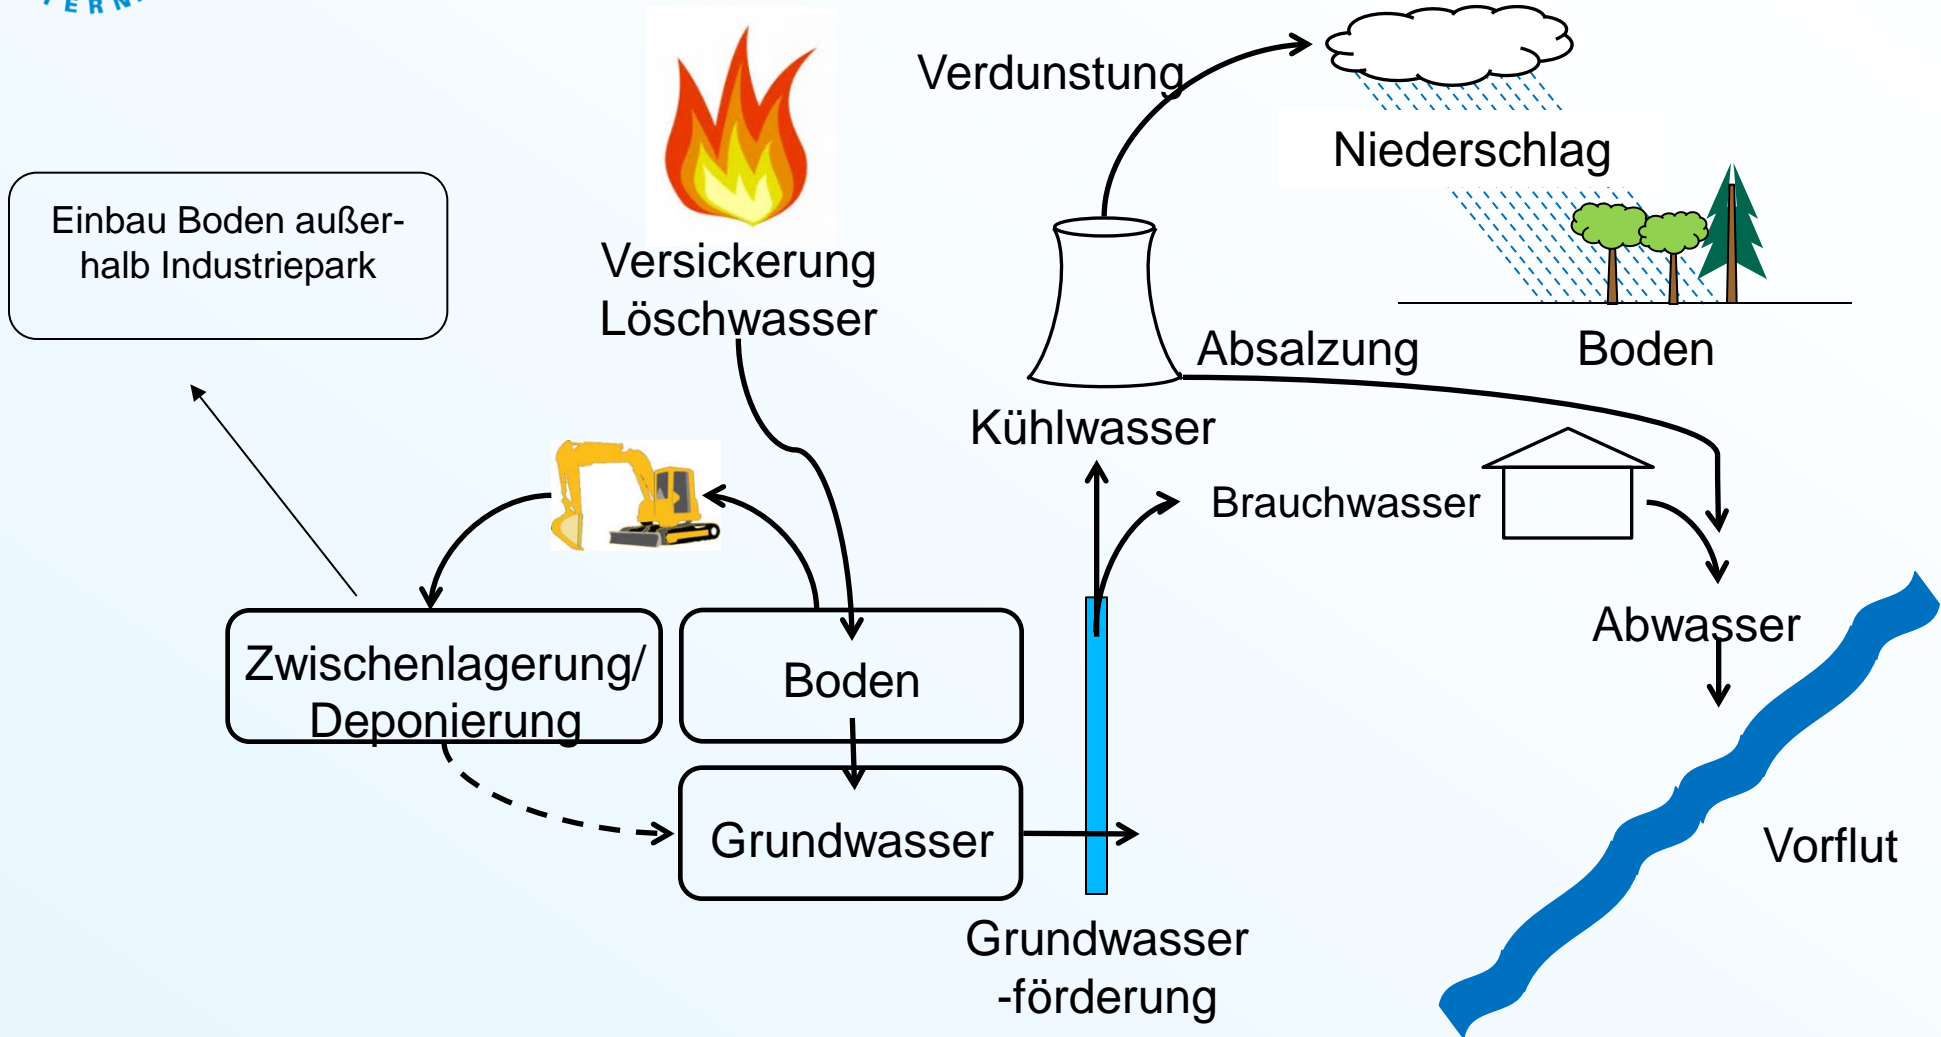 Verdunstung
Niederschlag
Einbau Boden außer-
halb Industriepark
Versickerung
Löschwasser
Absalzung
Boden
Kühlwasser
Brauchwasser
Abwasser
Zwischenlagerung/
Deponierung
Boden
Grundwasser
Vorflut
Grundwasser
-förderung